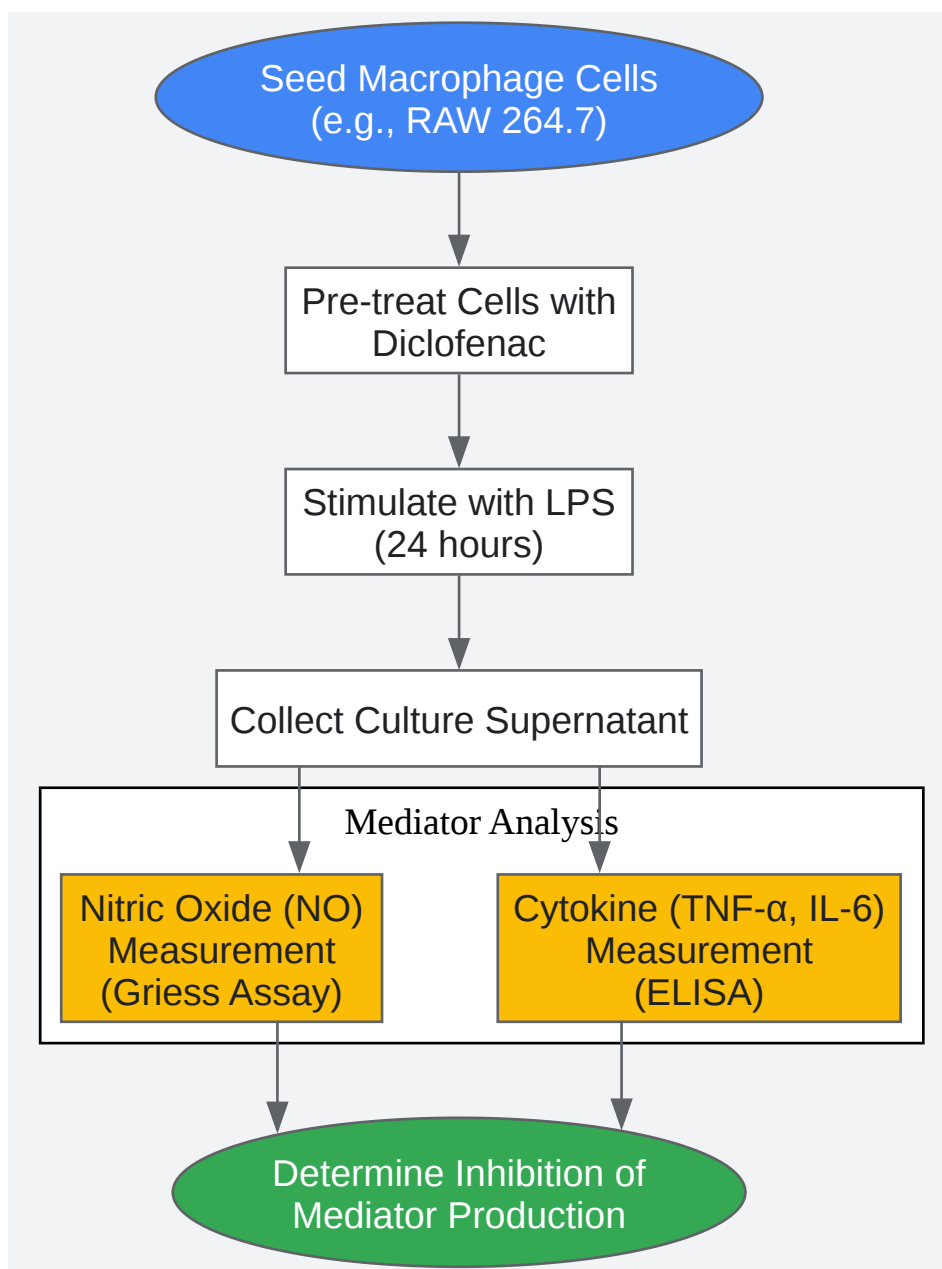 Seed Macrophage Cells
(e.g., RAW 264.7)
Pre-treat Cells with
Diclofenac
Stimulate with LPS
(24 hours)
Collect Culture Supernatant
Mediator Analysis
Nitric Oxide (NO)
Measurement
(Griess Assay)
Cytokine (TNF-α, IL-6)
Measurement
(ELISA)
Determine Inhibition of
Mediator Production